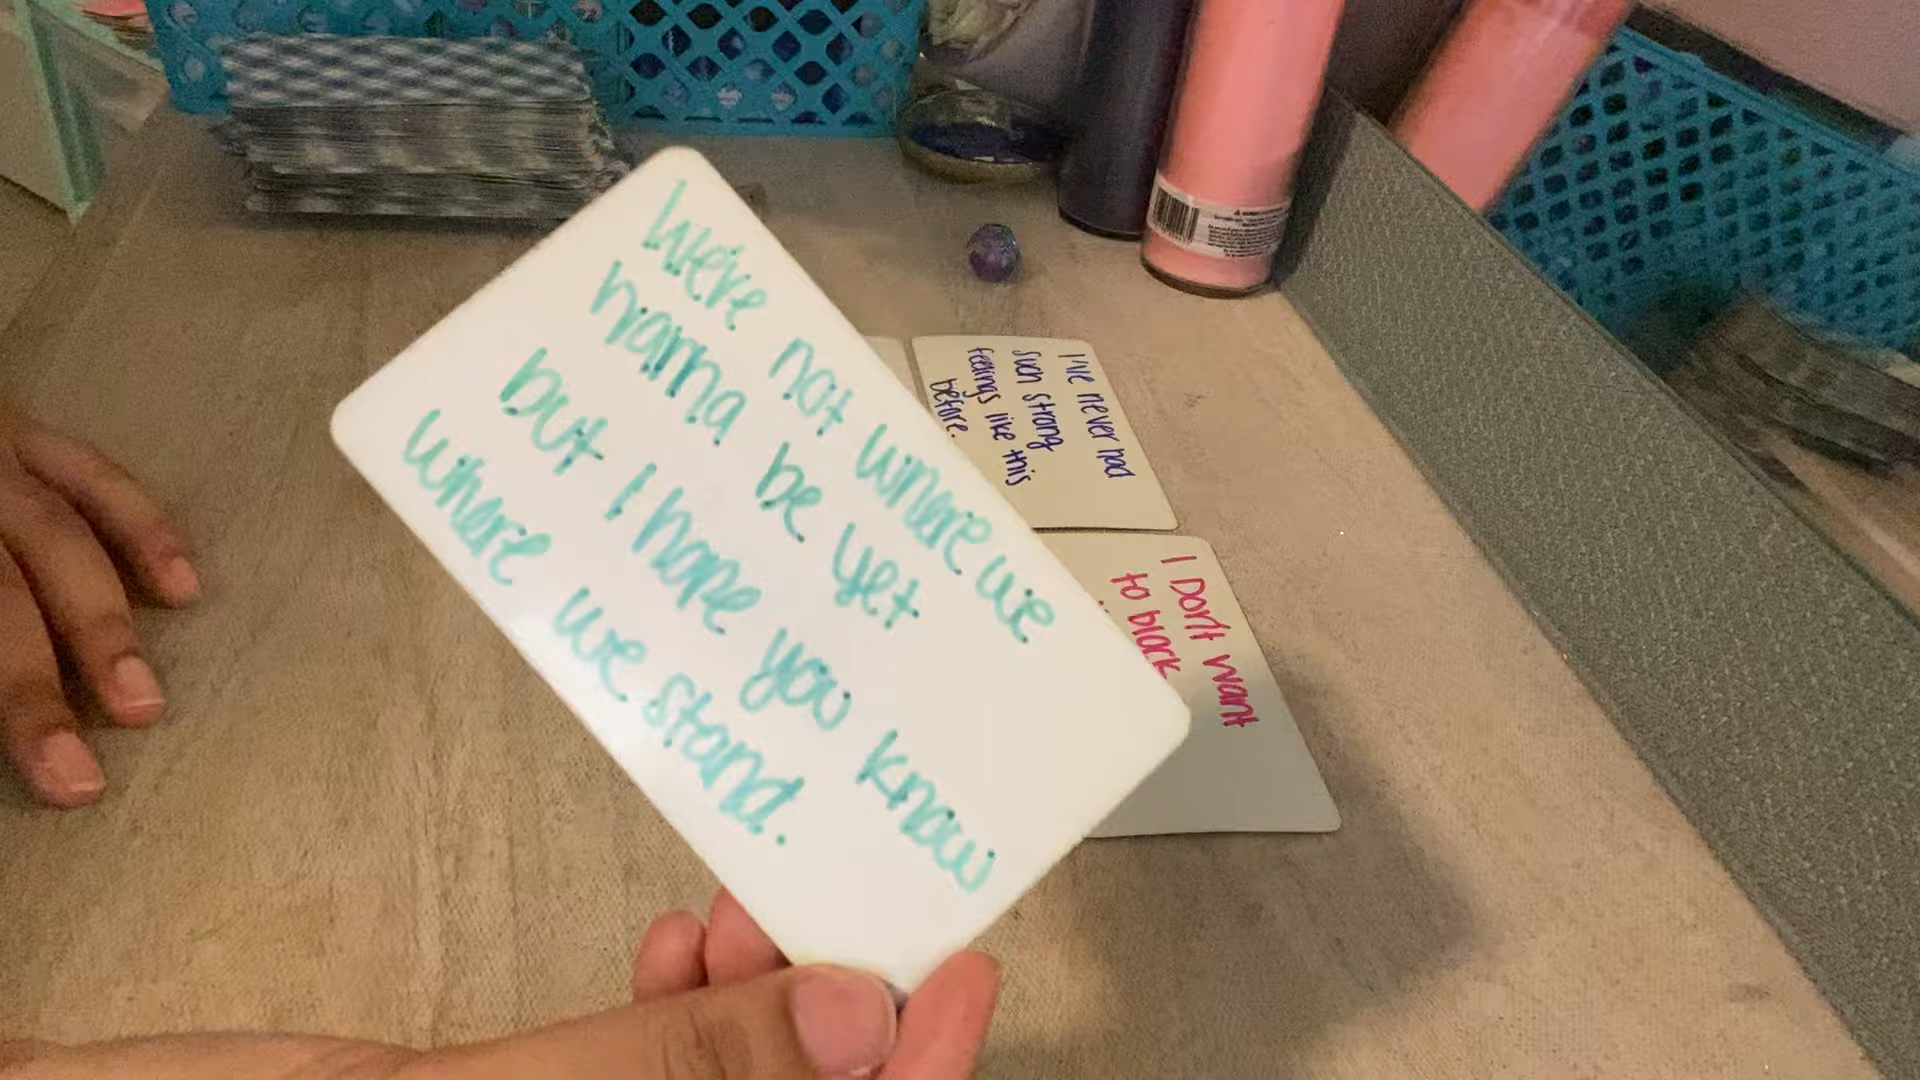 We're not where we
wanna be yet
but I hope you know
where we stand.
I've never had
such strong
feelings like this
before.
I Don't want
to block